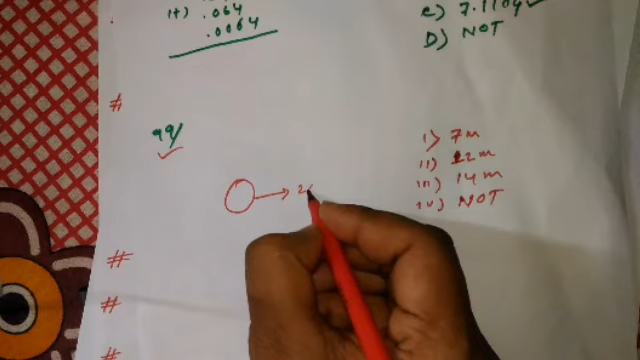 .064
.0064
C) 7.1104
D) NOT
#
99/
i) 7m
ii) 12m
iii) 14m
iv) NOT
#
#
#